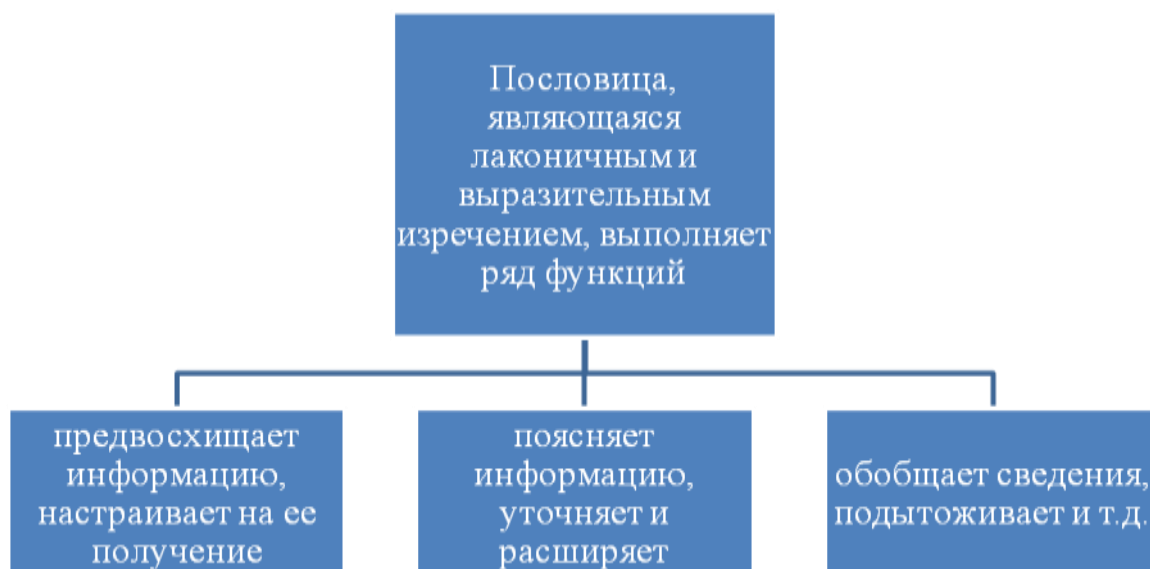 Пословица,
являющаяся
лаконичным и
выразительным
изречением, выполняет
ряд функций
предвосхищает
информацию,
настраивает на ее
получение
поясняет
информацию,
уточняет и
расширяет
обобщает сведения,
подытоживает и т.д.